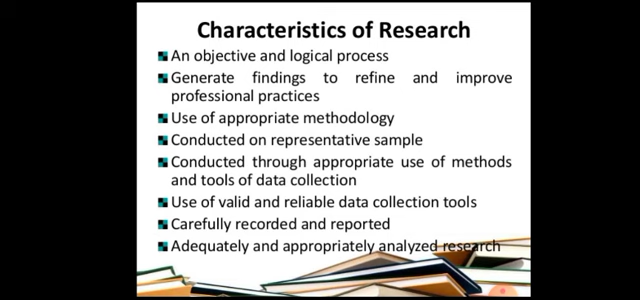 Characteristics of Research
An objective and logical process
Generate findings to refine and improve
professional practices
Use of appropriate methodology
Conducted on representative sample
Conducted through appropriate use of methods
and tools of data collection
Use of valid and reliable data collection tools
Carefully recorded and reported
Adequately and appropriately analyzed research